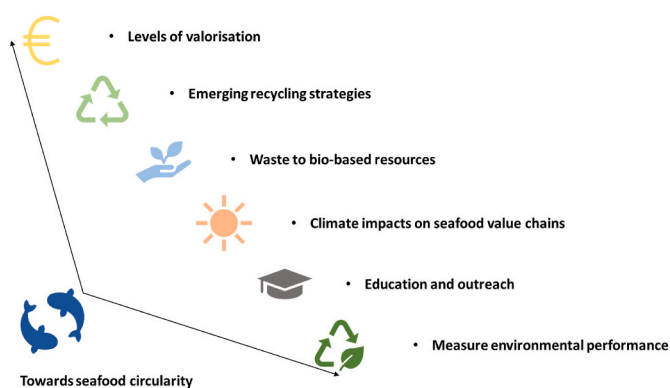 • Levels of valorisation
• Emerging recycling strategies
• Waste to bio-based resources
• Climate impacts on seafood value chains
• Education and outreach
• Measure environmental performance
Towards seafood circularity